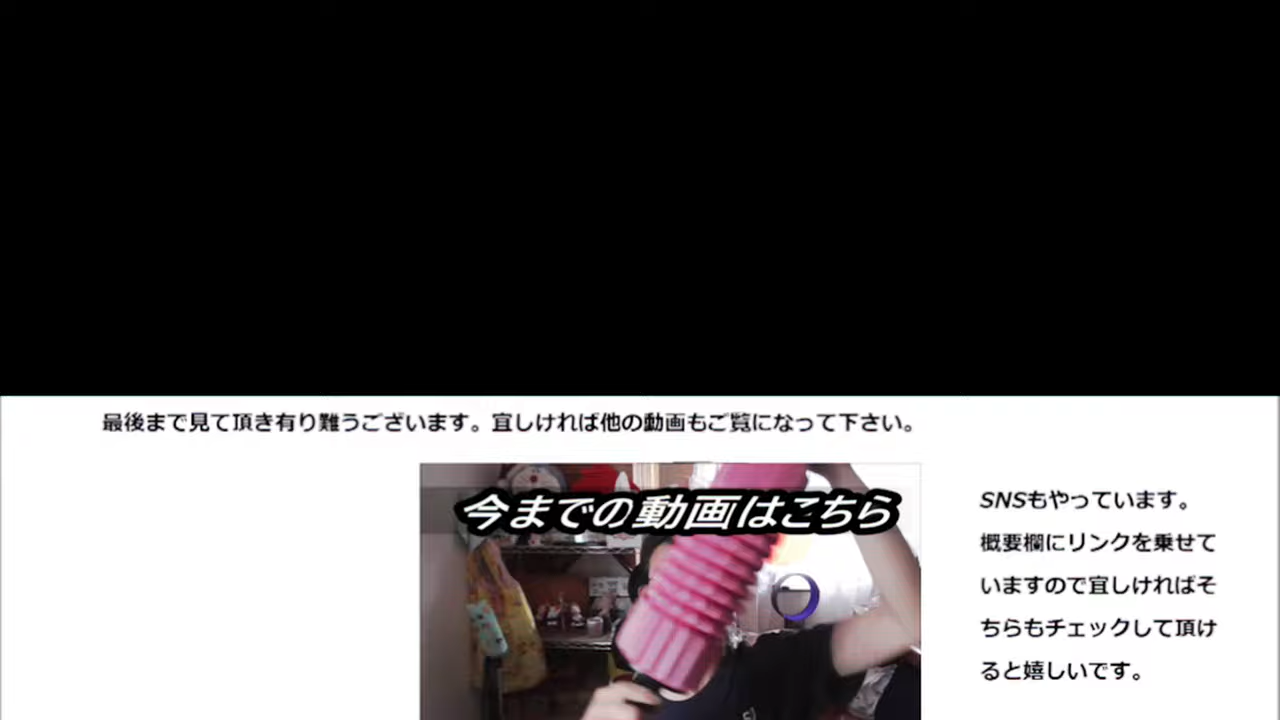 最後まで見て頂き有り難うございます。宜しければ他の動画もご覧になって下さい。
今までの動画はこちら
SNSもやっています。
概要欄にリンクを乗せて
いますので宜しければそ
ちらもチェックして頂け
ると嬉しいです。